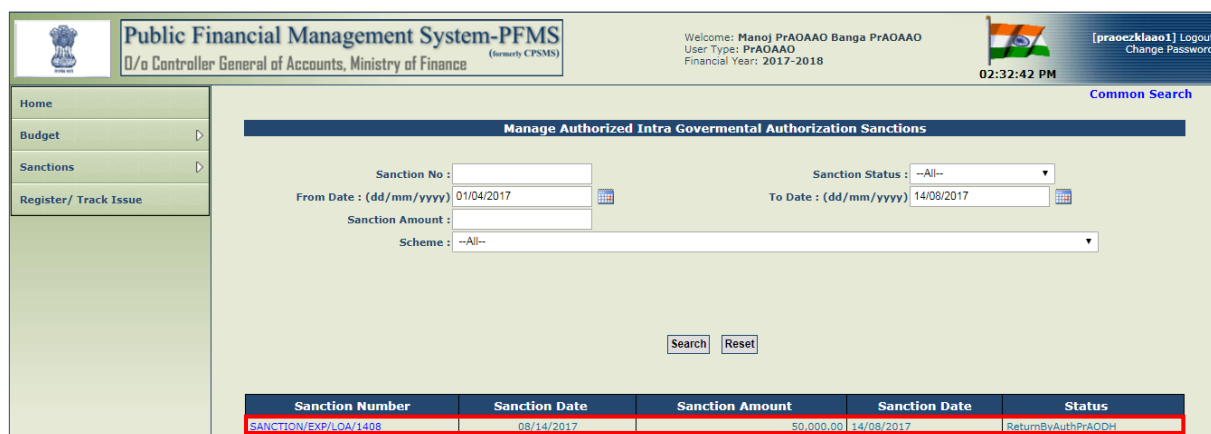 Public Financial Management System-PFMS
(formerly CPSMS)
O/o Controller General of Accounts, Ministry of Finance
Welcome: Manoj PrAOAAO Banga PrAOAAO
User Type: PrAOAAO
Financial Year: 2017-2018
02:32:42 PM
[praoezklaao1] Logout
Change Password
Common Search
Home
Budget
Sanctions
Register/ Track Issue
Manage Authorized Intra Govermental Authorization Sanctions
Sanction No : Sanction Status : --All--
From Date : (dd/mm/yyyy) 01/04/2017 To Date : (dd/mm/yyyy) 14/08/2017
Sanction Amount :
Scheme : --All--
Search Reset
Sanction Number Sanction Date Sanction Amount Sanction Date Status
SANCTION/EXP/LOA/1408 08/14/2017 50,000.00 14/08/2017 ReturnByAuthPrAODH